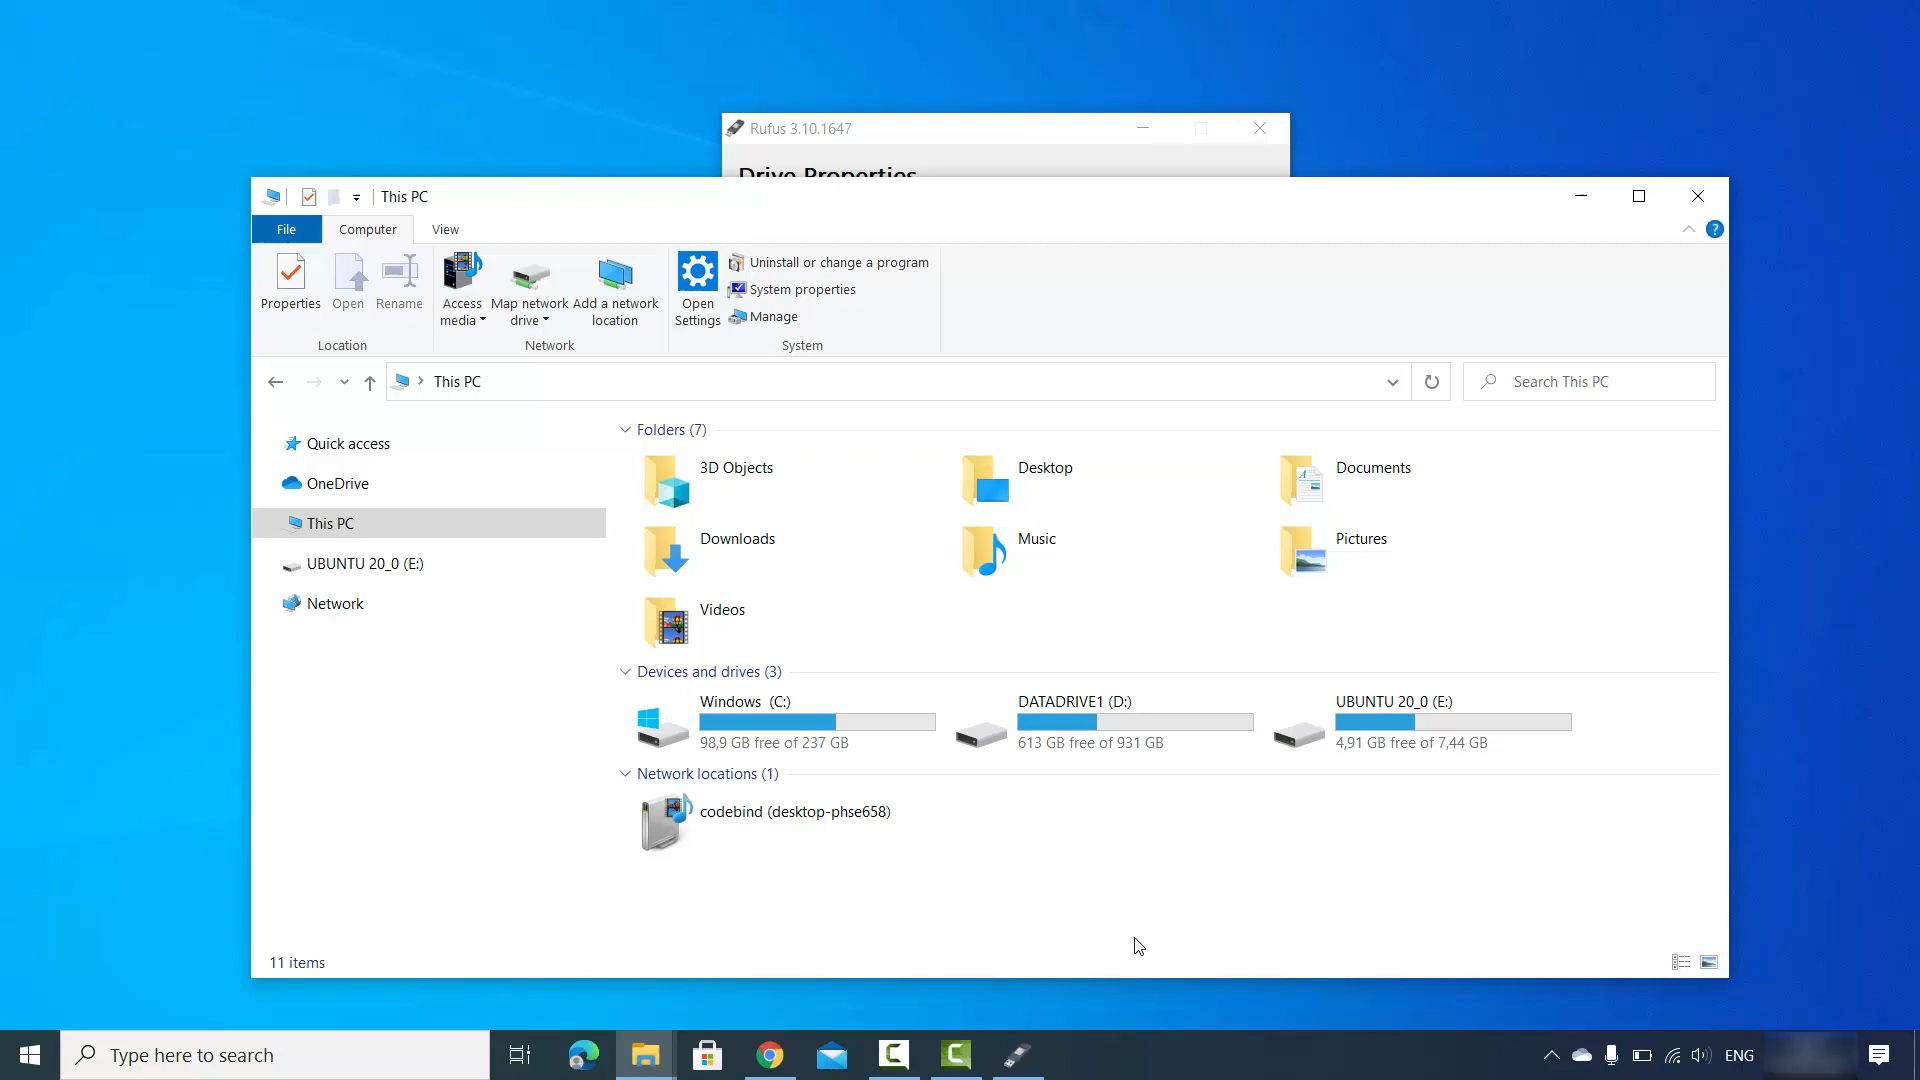 Rufus 3.10.1647
Drive Properties
This PC
File
Computer
View
Properties
Open
Rename
Access media
Map network drive
Add a network location
Open Settings
Uninstall or change a program
System properties
Manage
Location
Network
System
This PC
Search This PC
Quick access
OneDrive
This PC
UBUNTU 20_0 (E:)
Network
Folders (7)
3D Objects
Desktop
Documents
Downloads
Music
Pictures
Videos
Devices and drives (3)
Windows (C:)
98,9 GB free of 237 GB
DATADRIVE1 (D:)
613 GB free of 931 GB
UBUNTU 20_0 (E:)
4,91 GB free of 7,44 GB
Network locations (1)
codebind (desktop-phse658)
11 items
Type here to search
ENG